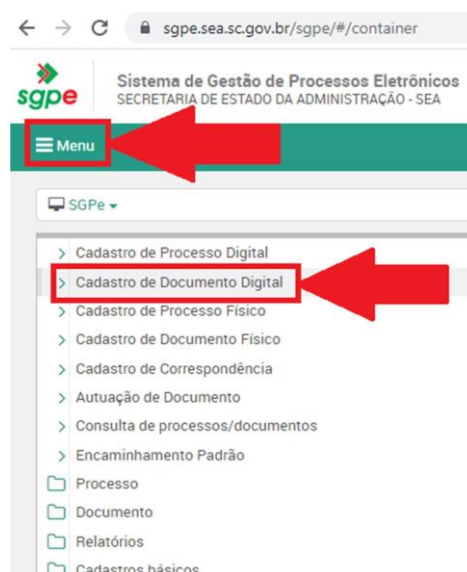 sgpe.sea.sc.gov.br/sgpe/#/container
sgpe
Sistema de Gestão de Processos Eletrônicos
SECRETARIA DE ESTADO DA ADMINISTRAÇÃO - SEA
Menu
SGPe
Cadastro de Processo Digital
Cadastro de Documento Digital
Cadastro de Processo Físico
Cadastro de Documento Físico
Cadastro de Correspondência
Autuação de Documento
Consulta de processos/documentos
Encaminhamento Padrão
Processo
Documento
Relatórios
Cadastros básicos